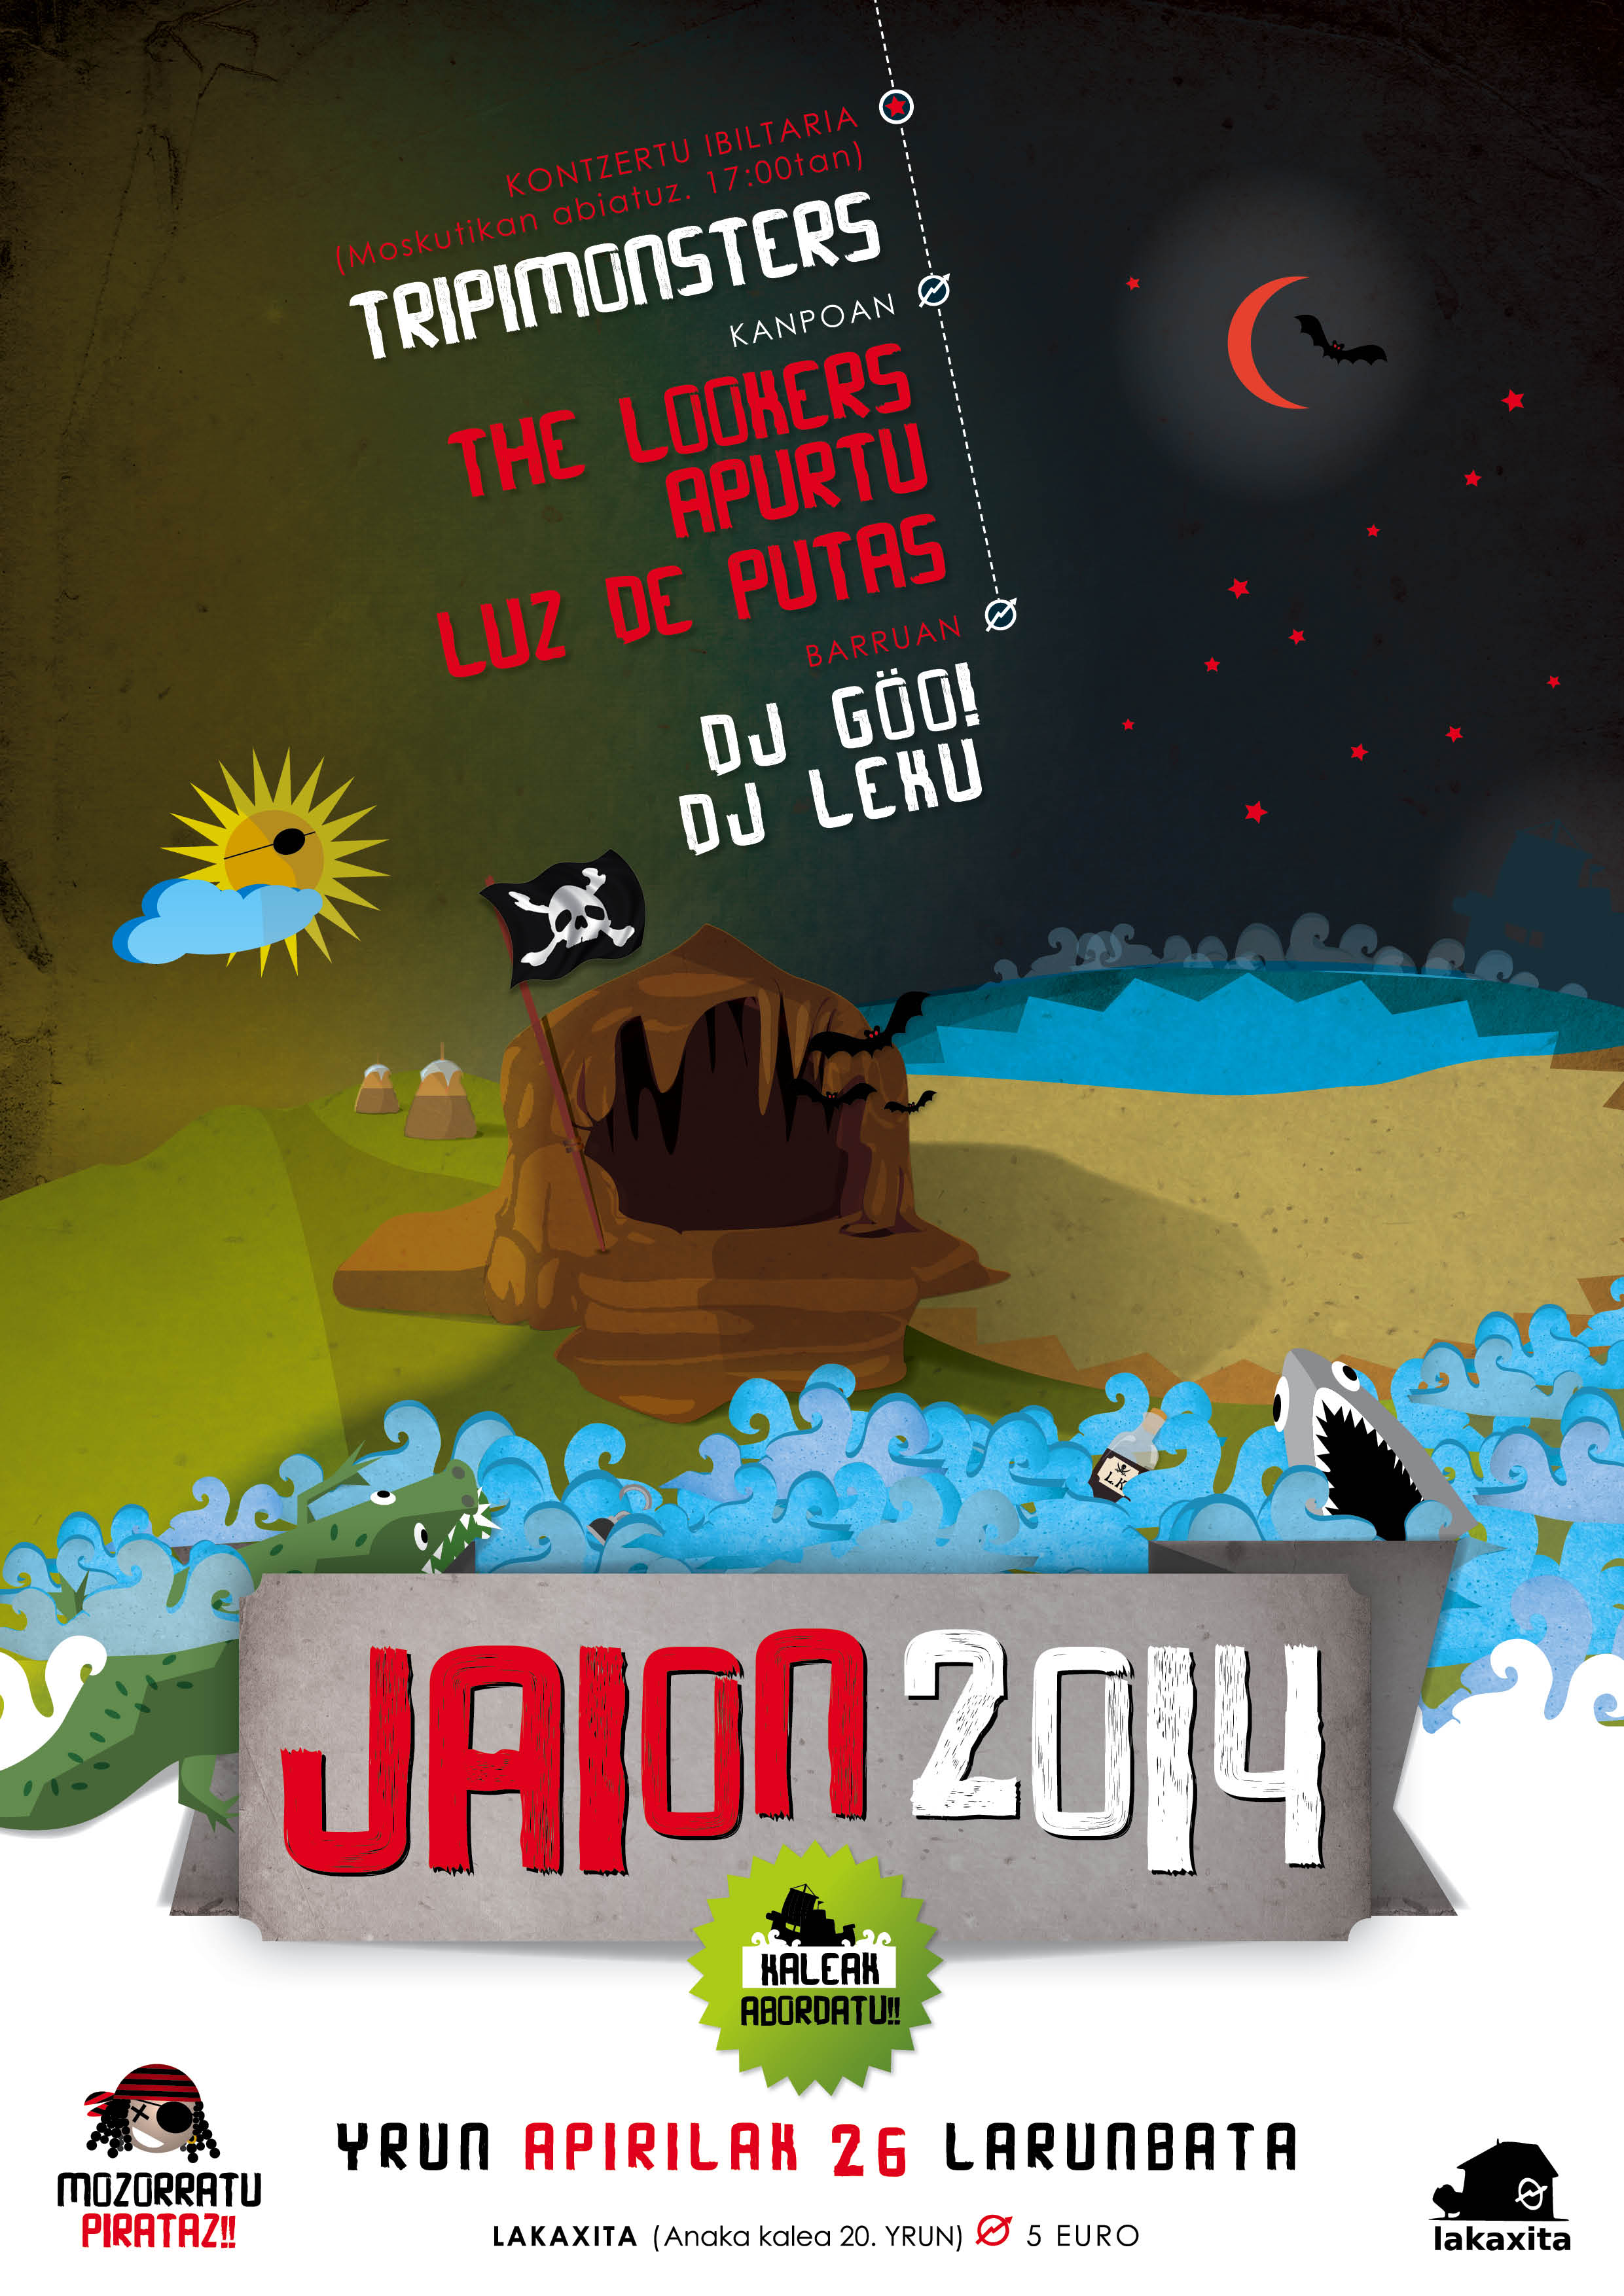 KONTZERTU IBILTARIA
(Moskutikan abiatuz. 17:00tan)
TRIPIMONSTERS
KANPOAN
THE LOOKERS
APURTU
LUZ DE PUTAS
BARRUAN
DJ GÖO!
DJ LEKU
L.K
JAION 2014
KALEAK
ABORDATU!!
YRUN APIRILAK 26 LARUNBATA
MOZORRATU
PIRATAZ!!
LAKAXITA (Anaka kalea 20. YRUN) 5 EURO
lakaxita